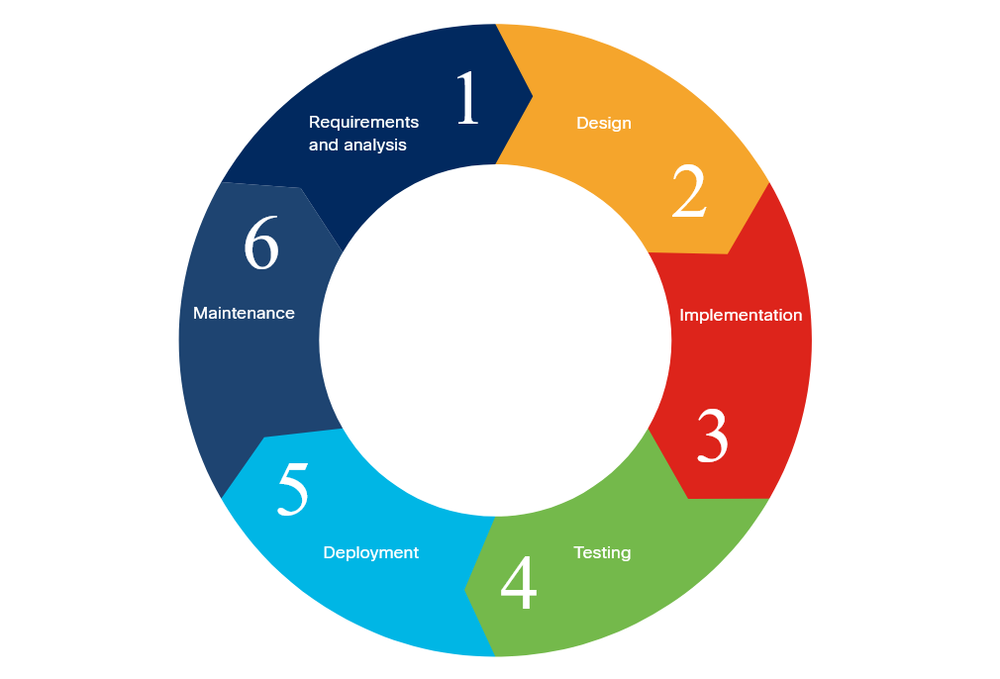 1
Requirements
and analysis
Design
2
Implementation
3
4
Testing
5
Deployment
6
Maintenance